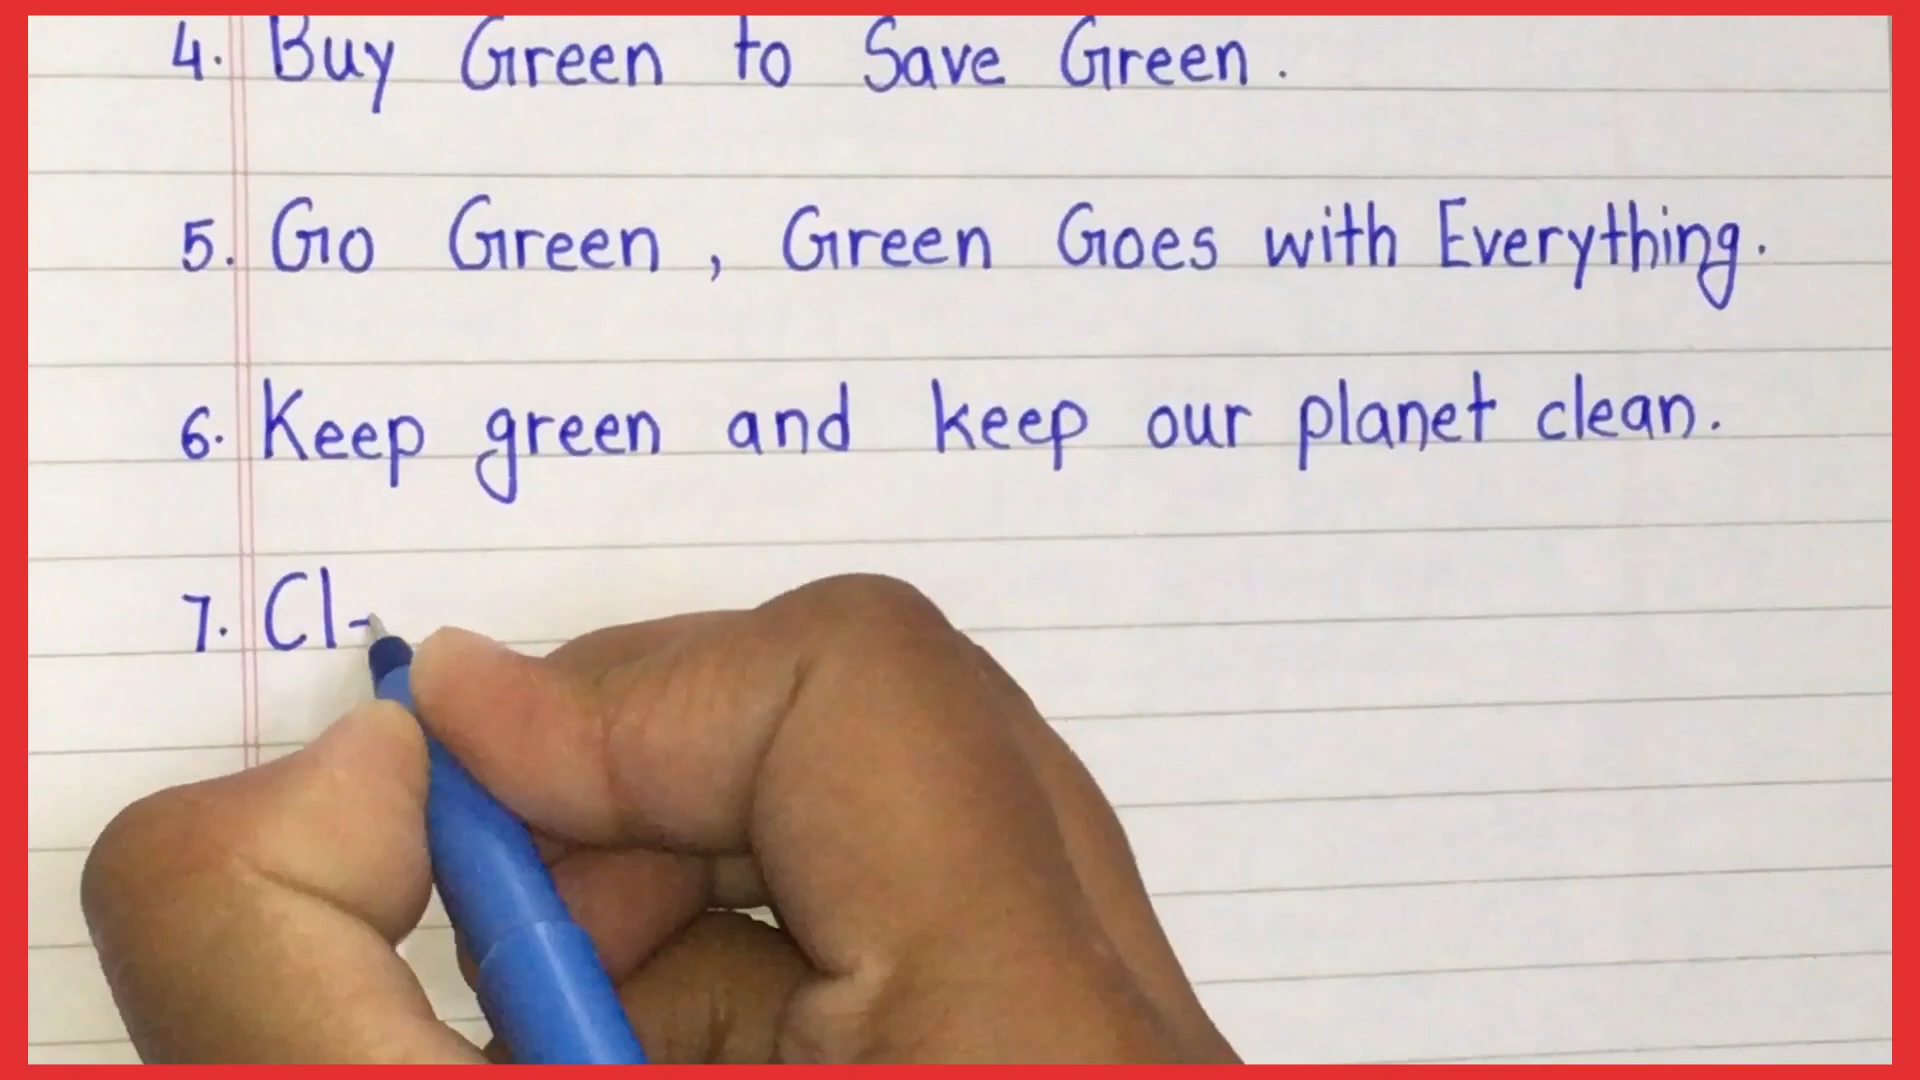 4. Buy Green to Save Green.
5. Go Green, Green Goes with Everything.
6. Keep green and keep our planet clean.
7. Cl